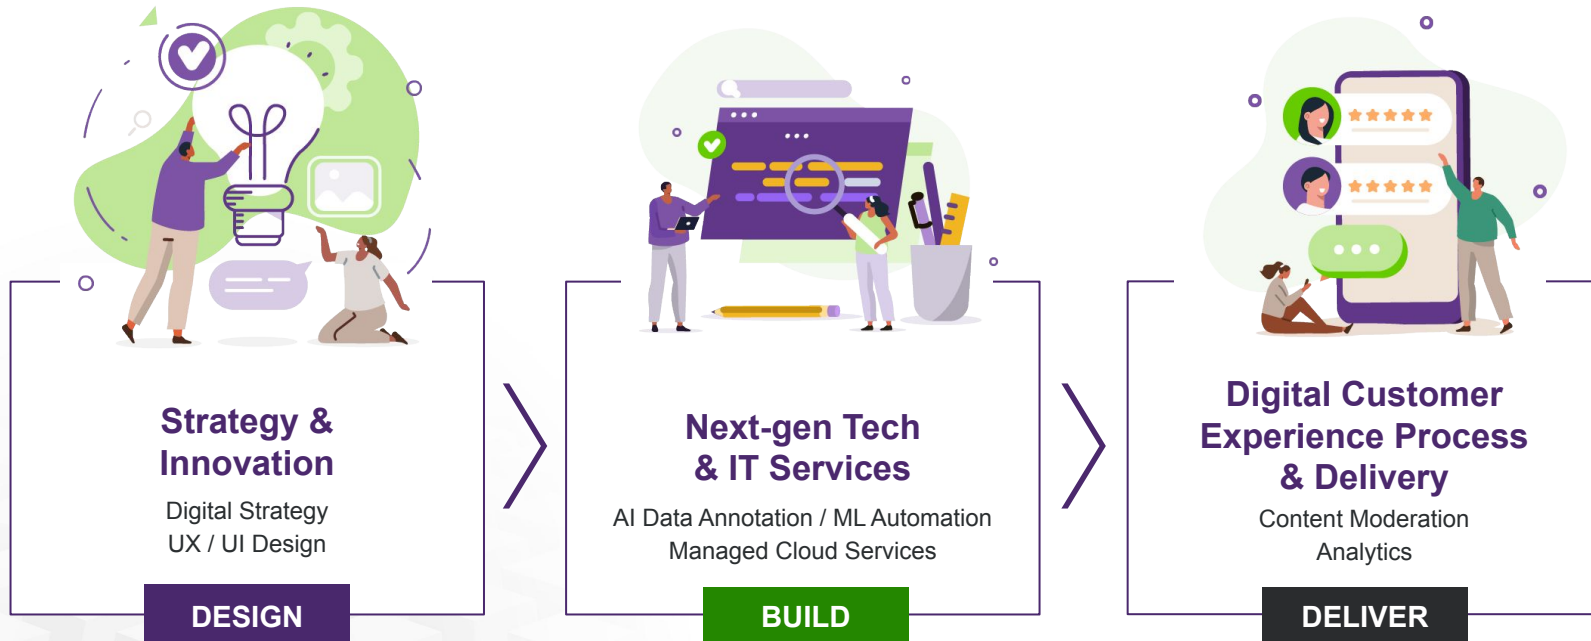 Strategy &
Innovation
Digital Strategy
UX / UI Design
DESIGN
Next-gen Tech
& IT Services
AI Data Annotation / ML Automation
Managed Cloud Services
BUILD
Digital Customer
Experience Process
& Delivery
Content Moderation
Analytics
DELIVER